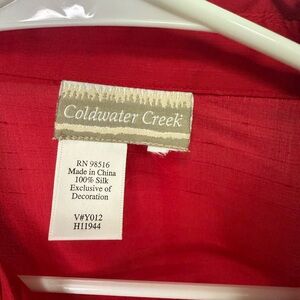 Coldwater Creek
RN 98516
Made in China
100% Silk
Exclusive of
Decoration
V#Y012
H11944